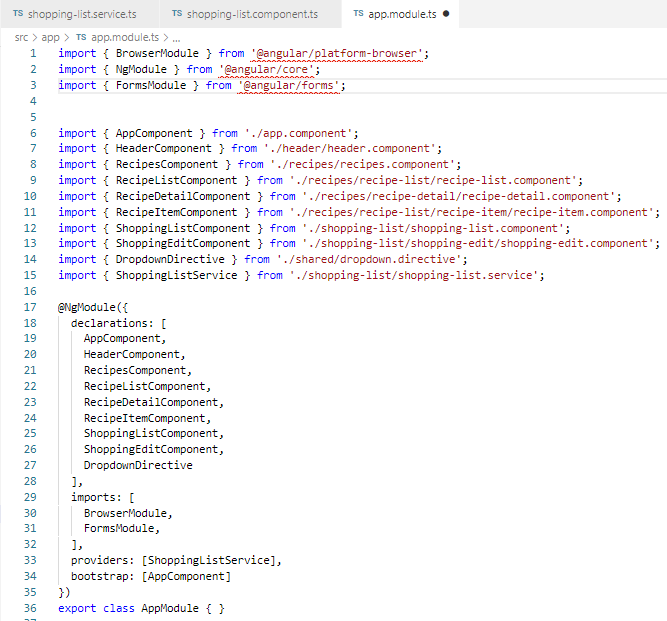 TS shopping-list.service.ts TS shopping-list.component.ts TS app.module.ts ●
src > app > TS app.module.ts > ...
1 import { BrowserModule } from '@angular/platform-browser';
2 import { NgModule } from '@angular/core';
3 import { FormsModule } from '@angular/forms';
4
5
6 import { AppComponent } from './app.component';
7 import { HeaderComponent } from './header/header.component';
8 import { RecipesComponent } from './recipes/recipes.component';
9 import { RecipeListComponent } from './recipes/recipe-list/recipe-list.component';
10 import { RecipeDetailComponent } from './recipes/recipe-detail/recipe-detail.component';
11 import { RecipeItemComponent } from './recipes/recipe-list/recipe-item/recipe-item.component';
12 import { ShoppingListComponent } from './shopping-list/shopping-list.component';
13 import { ShoppingEditComponent } from './shopping-list/shopping-edit/shopping-edit.component';
14 import { DropdownDirective } from './shared/dropdown.directive';
15 import { ShoppingListService } from './shopping-list/shopping-list.service';
16
17 @NgModule({
18 declarations: [
19 AppComponent,
20 HeaderComponent,
21 RecipesComponent,
22 RecipeListComponent,
23 RecipeDetailComponent,
24 RecipeItemComponent,
25 ShoppingListComponent,
26 ShoppingEditComponent,
27 DropdownDirective
28 ],
29 imports: [
30 BrowserModule,
31 FormsModule,
32 ],
33 providers: [ShoppingListService],
34 bootstrap: [AppComponent]
35 })
36 export class AppModule { }